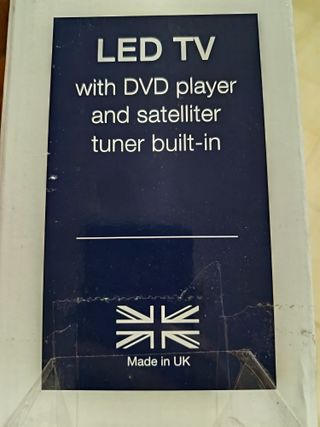 LED TV
with DVD player
and satelliter
tuner built-in
Made in UK